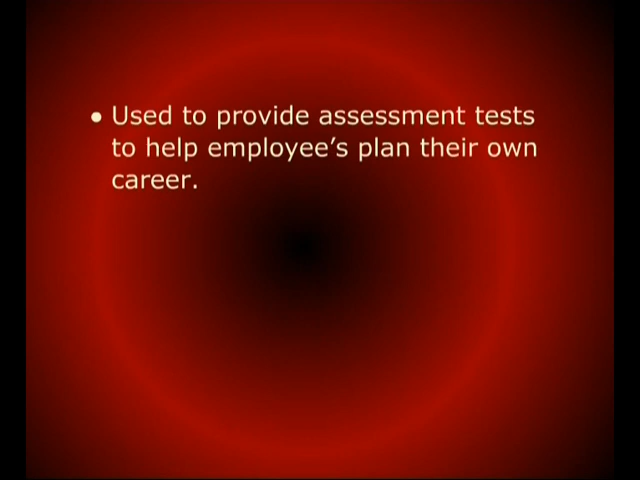 • Used to provide assessment tests
to help employee’s plan their own
career.